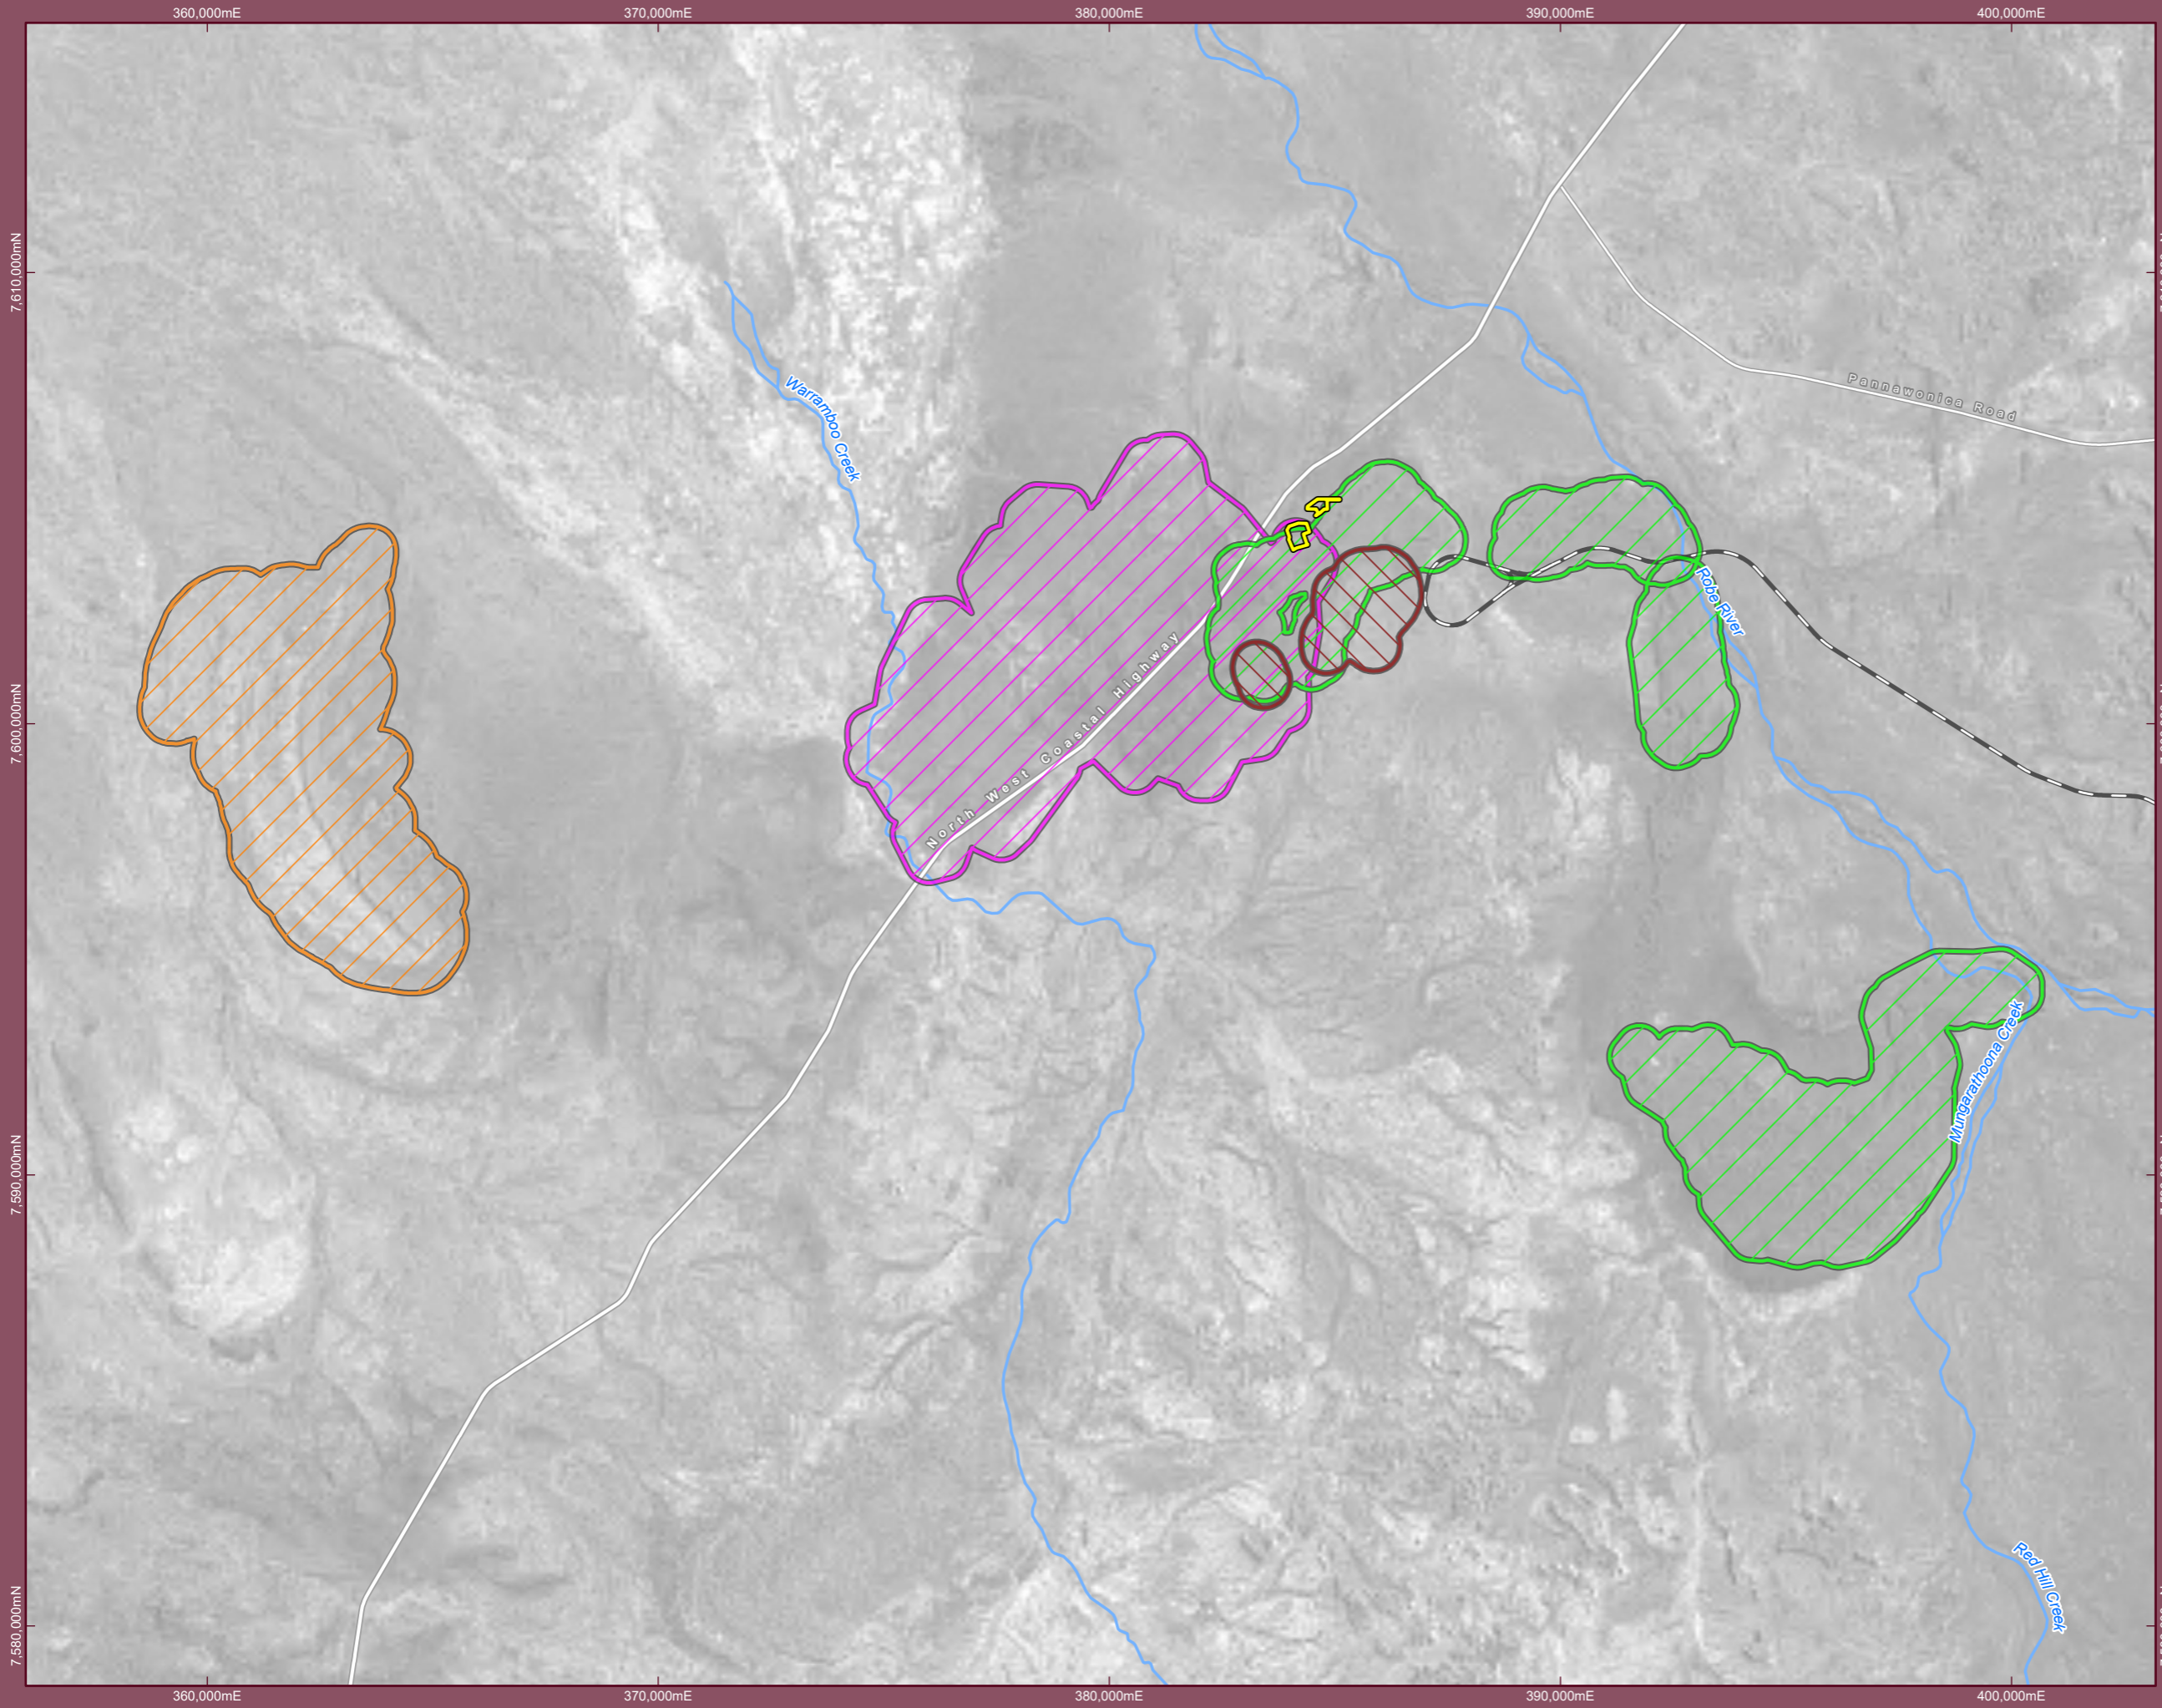 360,000mE
370,000mE
380,000mE
390,000mE
400,000mE
7,610,000mN
Pannawonica Road
Warramboo Creek
Robe River
North West Coastal Highway
7,600,000mN
Mungarathoona Creek
7,590,000mN
Red Hill Creek
7,580,000mN
360,000mE
370,000mE
380,000mE
390,000mE
400,000mE